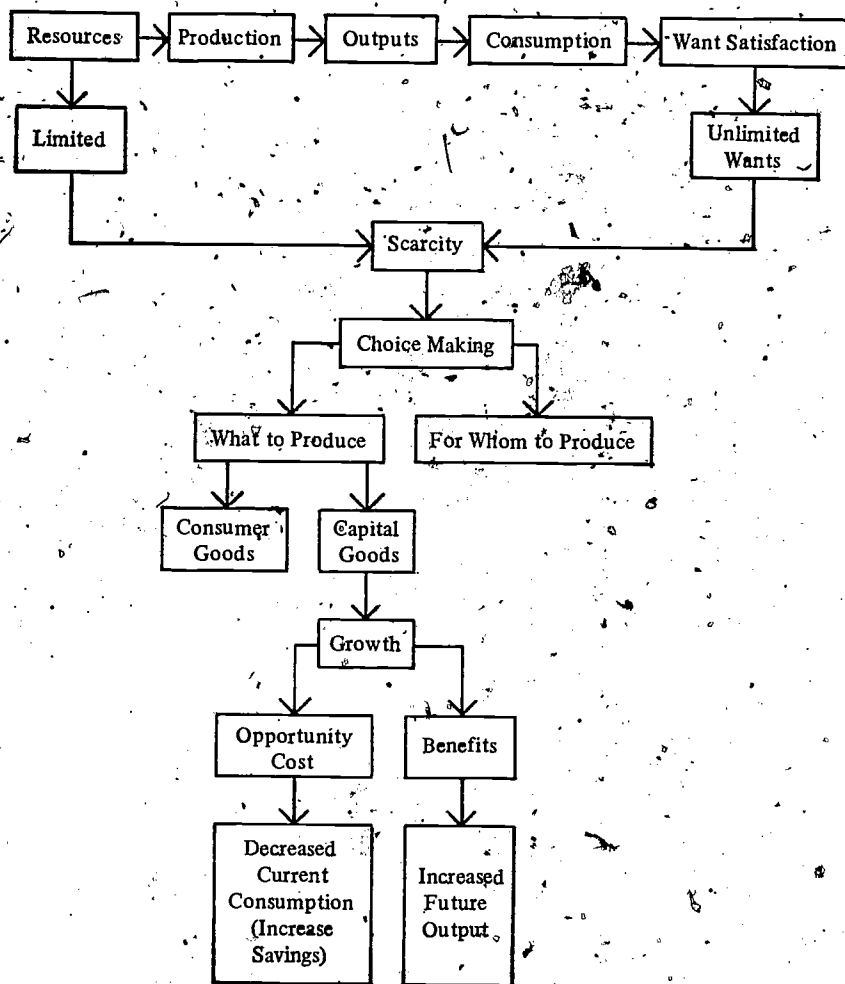 Resources
Production
Outputs
Consumption
Want Satisfaction
Limited
Unlimited
Wants
Scarcity
Choice Making
What to Produce
For Whom to Produce
Consumer
Goods
Capital
Goods
Growth
Opportunity
Cost
Benefits
Decreased
Current
Consumption
(Increase
Savings)
Increased
Future
Output